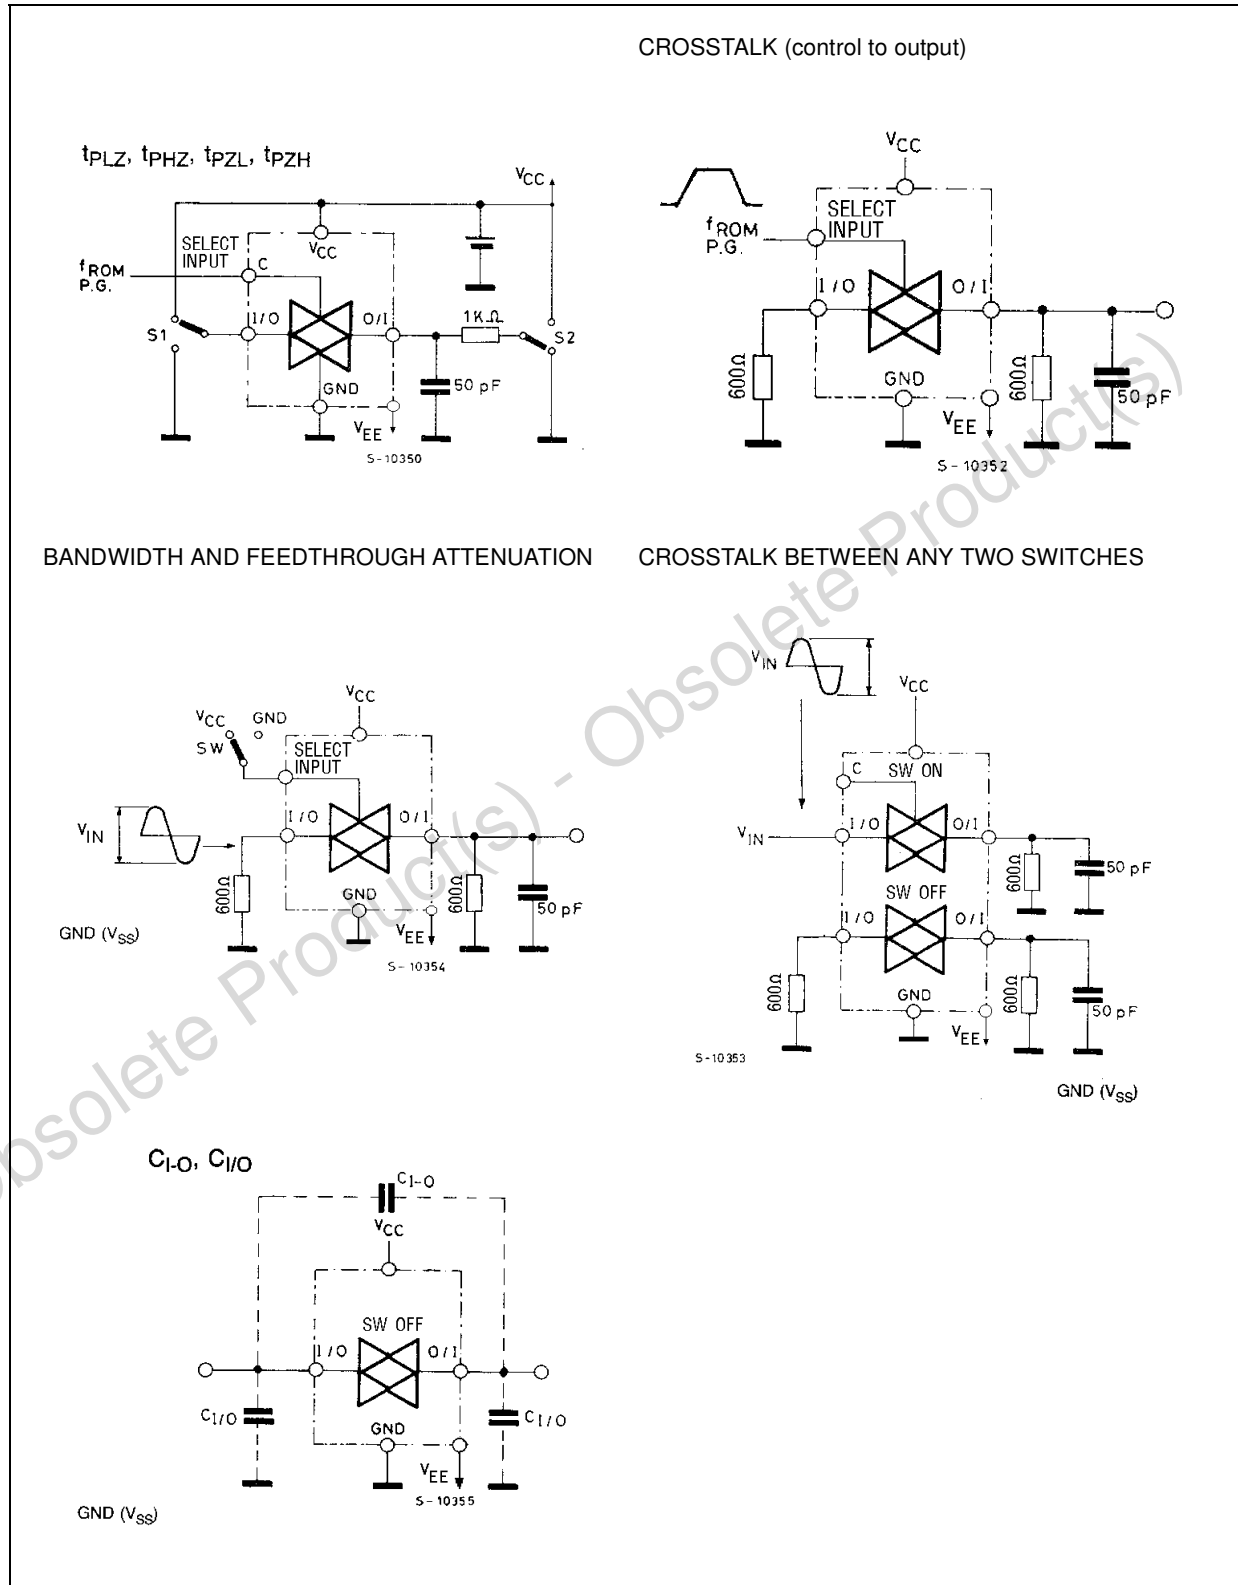 CROSSTALK (control to output)
tPLZ, tPHZ, tPZL, tPZH
VCC
VCC
SELECT
INPUT
C
fROM
P.G.
I/O
O/I
1KΩ
S1
S2
GND
50 pF
VEE
S-10350
VCC
SELECT
INPUT
fROM
P.G.
I/O
O/I
600Ω
GND
600Ω
50 pF
VEE
S-10352
BANDWIDTH AND FEEDTHROUGH ATTENUATION
CROSSTALK BETWEEN ANY TWO SWITCHES
VCC
VCC
GND
SW
SELECT
INPUT
VIN
I/O
O/I
600Ω
GND
600Ω
50 pF
GND (VSS)
VEE
S-10354
VIN
VCC
C
SW ON
VIN
I/O
O/I
600Ω
50 pF
SW OFF
I/O
O/I
600Ω
GND
600Ω
50 pF
VEE
S-10353
GND (VSS)
CI-O, CI/O
CI-O
VCC
SW OFF
I/O
O/I
CI/O
GND
CI/O
VEE
S-10355
GND (VSS)
Obsolete Product(s) - Obsolete Product(s)